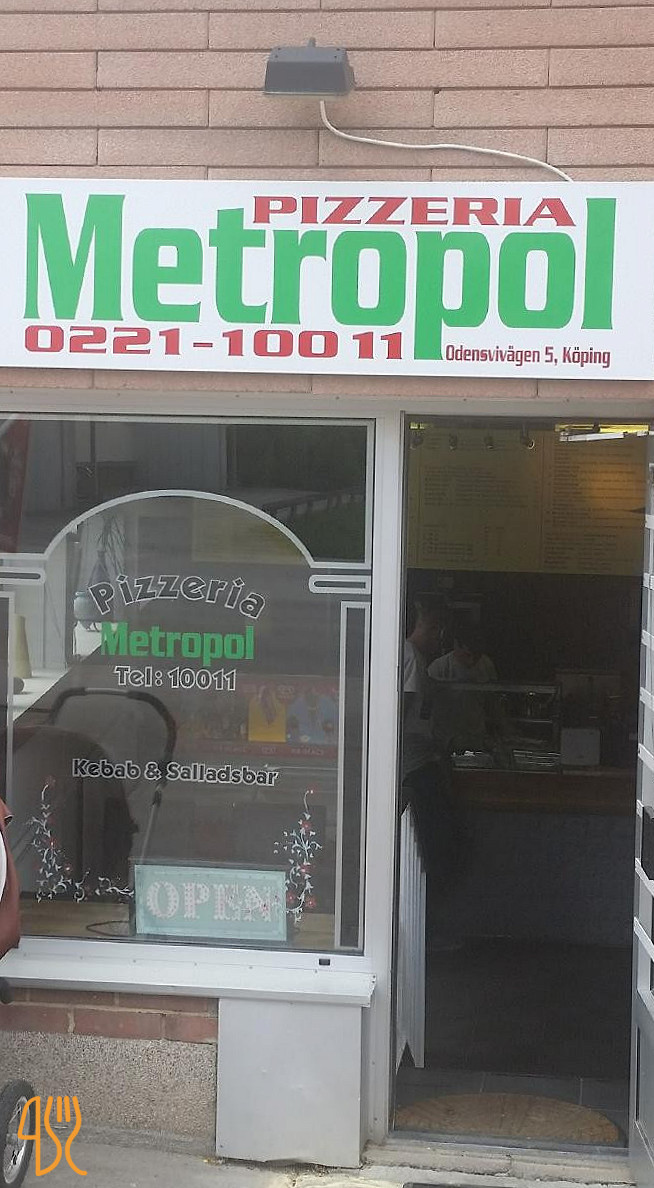 PIZZERIA
Metropol
0221-100 11
Odensvivägen 5, Köping
Pizzeria
Metropol
Tel: 10011
Kebab & Salladsbar
OPEN